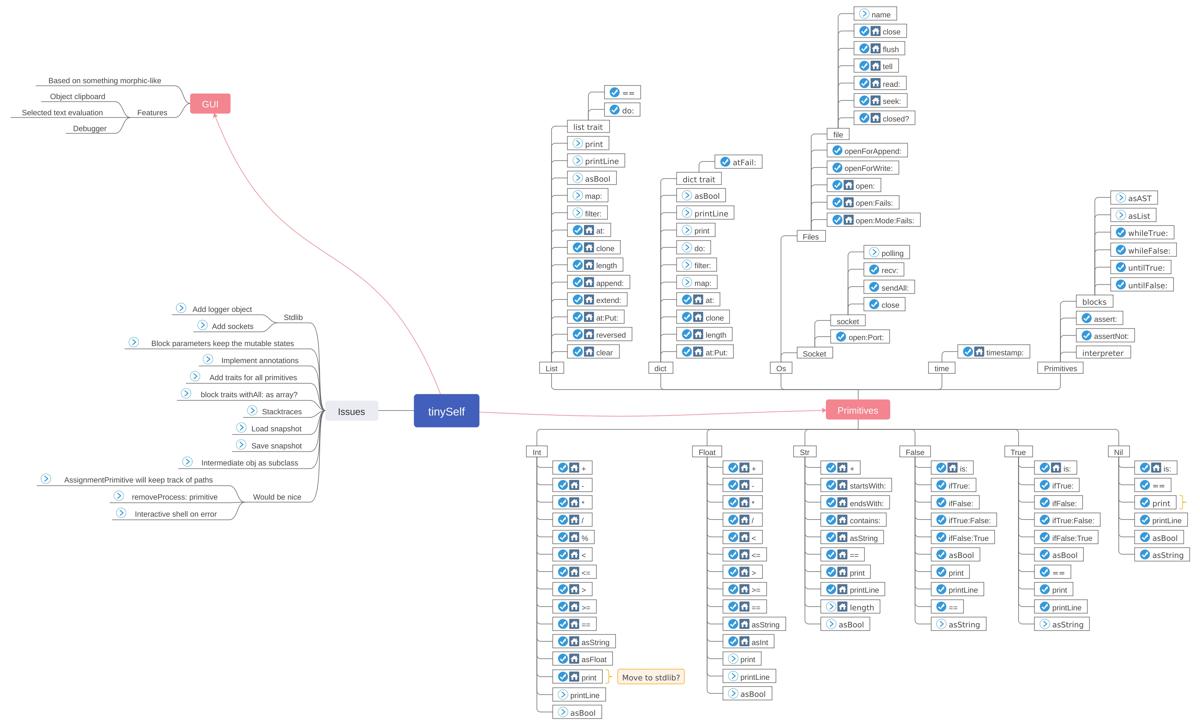 GUI
Based on something morphic-like
Features
Object clipboard
Selected text evaluation
Debugger
tinySelf
Issues
Stdlib
Add logger object
Add sockets
Block parameters keep the mutable states
Implement annotations
Add traits for all primitives
block traits withAll: as array?
Stacktraces
Load snapshot
Save snapshot
Intermediate obj as subclass
Would be nice
AssignmentPrimitive will keep track of paths
removeProcess: primitive
Interactive shell on error
Primitives
==
do:
list trait
print
printLine
asBool
map:
filter:
at:
clone
length
append:
extend:
at:Put:
reversed
clear
List
atFail:
dict trait
asBool
printLine
print
do:
filter:
map:
at:
clone
length
at:Put:
dict
name
close
flush
tell
read:
seek:
closed?
file
openForAppend:
openForWrite:
open:
open:Fails:
open:Mode:Fails:
Files
polling
recv:
sendAll:
close
socket
open:Port:
Socket
Os
timestamp:
time
asAST
asList
whileTrue:
whileFalse:
untilTrue:
untilFalse:
blocks
assert:
assertNot:
interpreter
Primitives
Int
+
-
*
/
%
<
<=
>
>=
==
asString
asFloat
print
Move to stdlib?
printLine
asBool
Float
+
-
*
/
<
<=
>
>=
==
asString
asInt
print
printLine
asBool
Str
+
startsWith:
endsWith:
contains:
asString
==
print
printLine
length
asBool
False
is:
ifTrue:
ifFalse:
ifTrue:False:
ifFalse:True
asBool
print
printLine
==
asString
True
is:
ifTrue:
ifFalse:
ifTrue:False:
ifFalse:True
asBool
==
print
printLine
asString
Nil
is:
==
print
printLine
asBool
asString